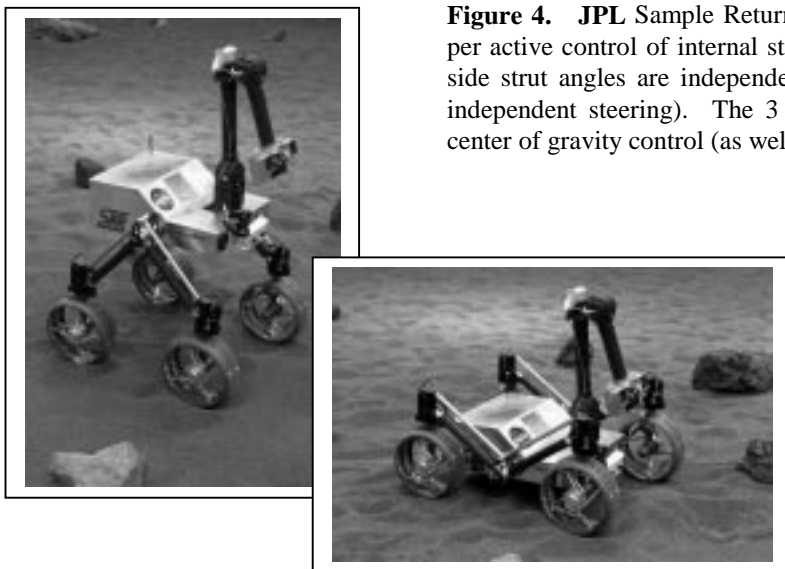 Figure 4. JPL Sample Return
per active control of internal st
side strut angles are independe
independent steering). The 3
center of gravity control (as wel